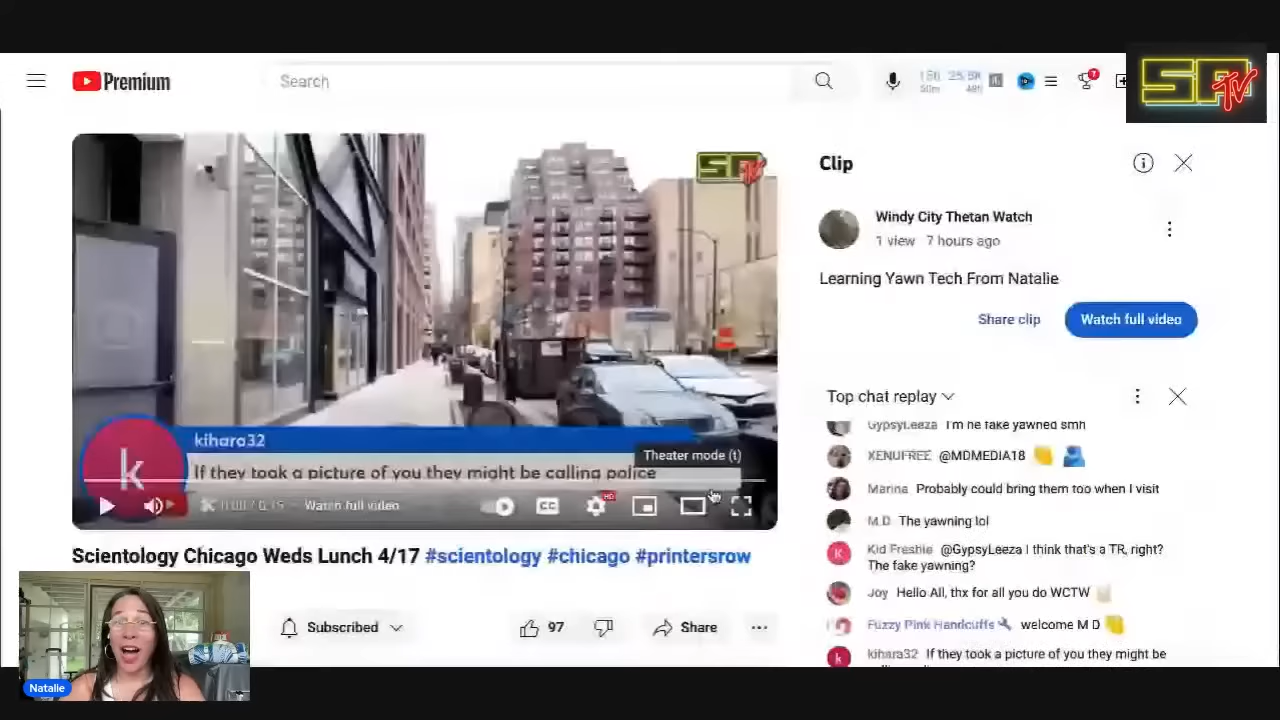 Premium
Search
7
SPTV
Clip
Windy City Thetan Watch
1 view 7 hours ago
Learning Yawn Tech From Natalie
Share clip
Watch full video
SPTV
kihara32
k
If they took a picture of you they might be calling police
Theater mode (t)
Watch full video
CC
HD
Scientology Chicago Weds Lunch 4/17 #scientology #chicago #printersrow
Subscribed
97
Share
Natalie
Top chat replay
GypsyLeeza I'm he fake yawned smh
XENUFREE @MDMEDIA18
Marina Probably could bring them too when I visit
M.D. The yawning lol
K Kid Freshie @GypsyLeeza I think that's a TR, right?
The fake yawning?
Joy Hello All, thx for all you do WCTW
Fuzzy Pink Handcuffs welcome M D
k kihara32 If they took a picture of you they might be